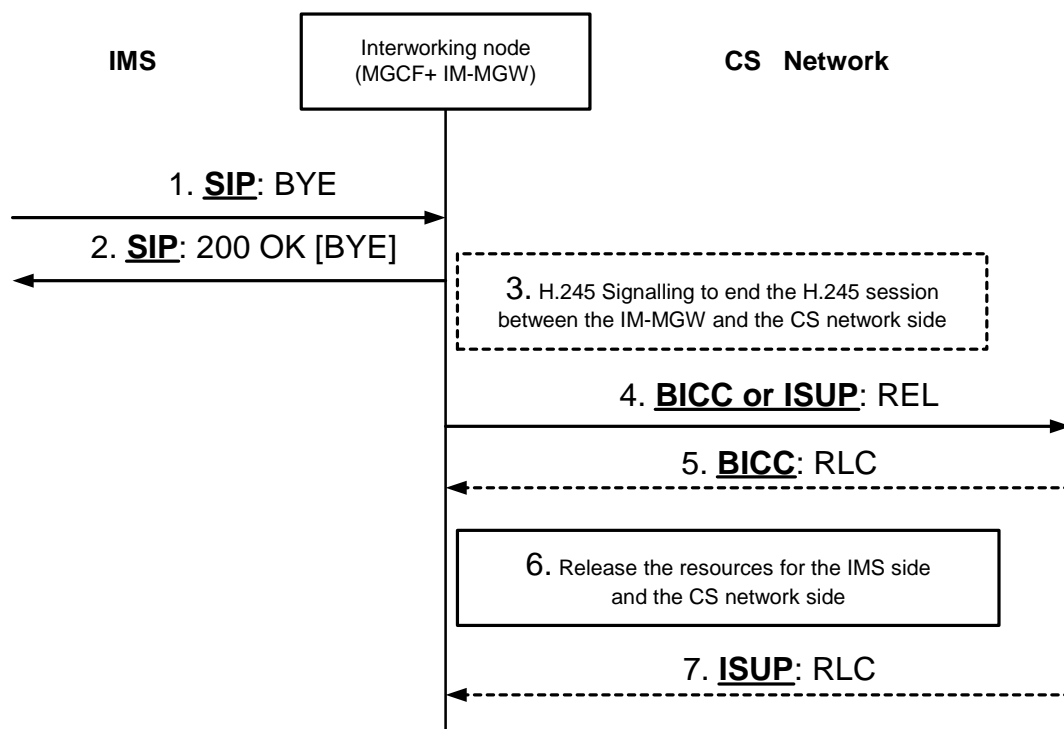 IMS
Interworking node
(MGCF+ IM-MGW)
CS Network
1. SIP: BYE
2. SIP: 200 OK [BYE]
3. H.245 Signalling to end the H.245 session
between the IM-MGW and the CS network side
4. BICC or ISUP: REL
5. BICC: RLC
6. Release the resources for the IMS side
and the CS network side
7. ISUP: RLC